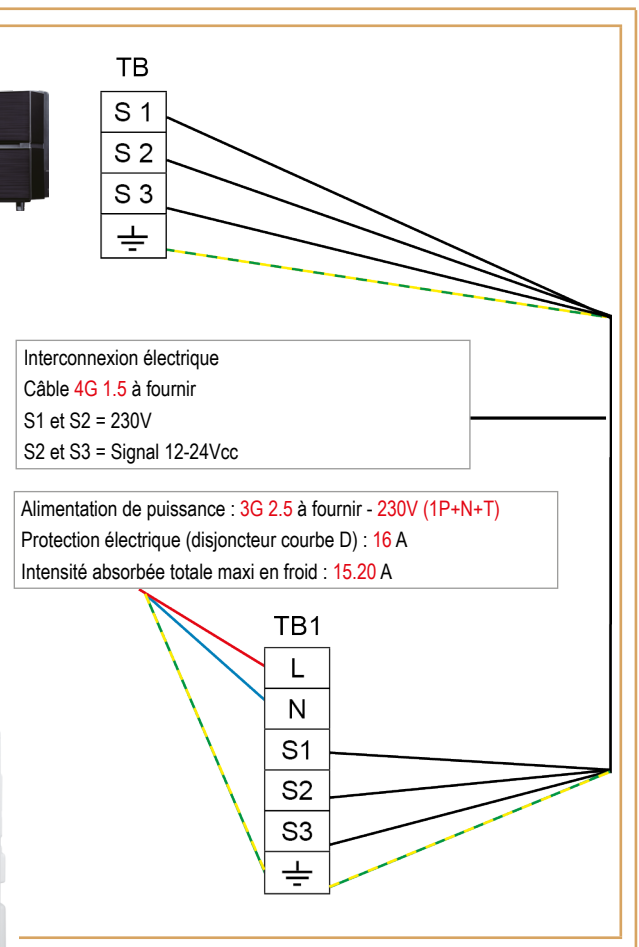 TB
S 1
S 2
S 3
Interconnexion électrique
Câble 4G 1.5 à fournir
S1 et S2 = 230V
S2 et S3 = Signal 12-24Vcc
Alimentation de puissance : 3G 2.5 à fournir - 230V (1P+N+T)
Protection électrique (disjoncteur courbe D) : 16 A
Intensité absorbée totale maxi en froid : 15.20 A
TB1
L
N
S1
S2
S3